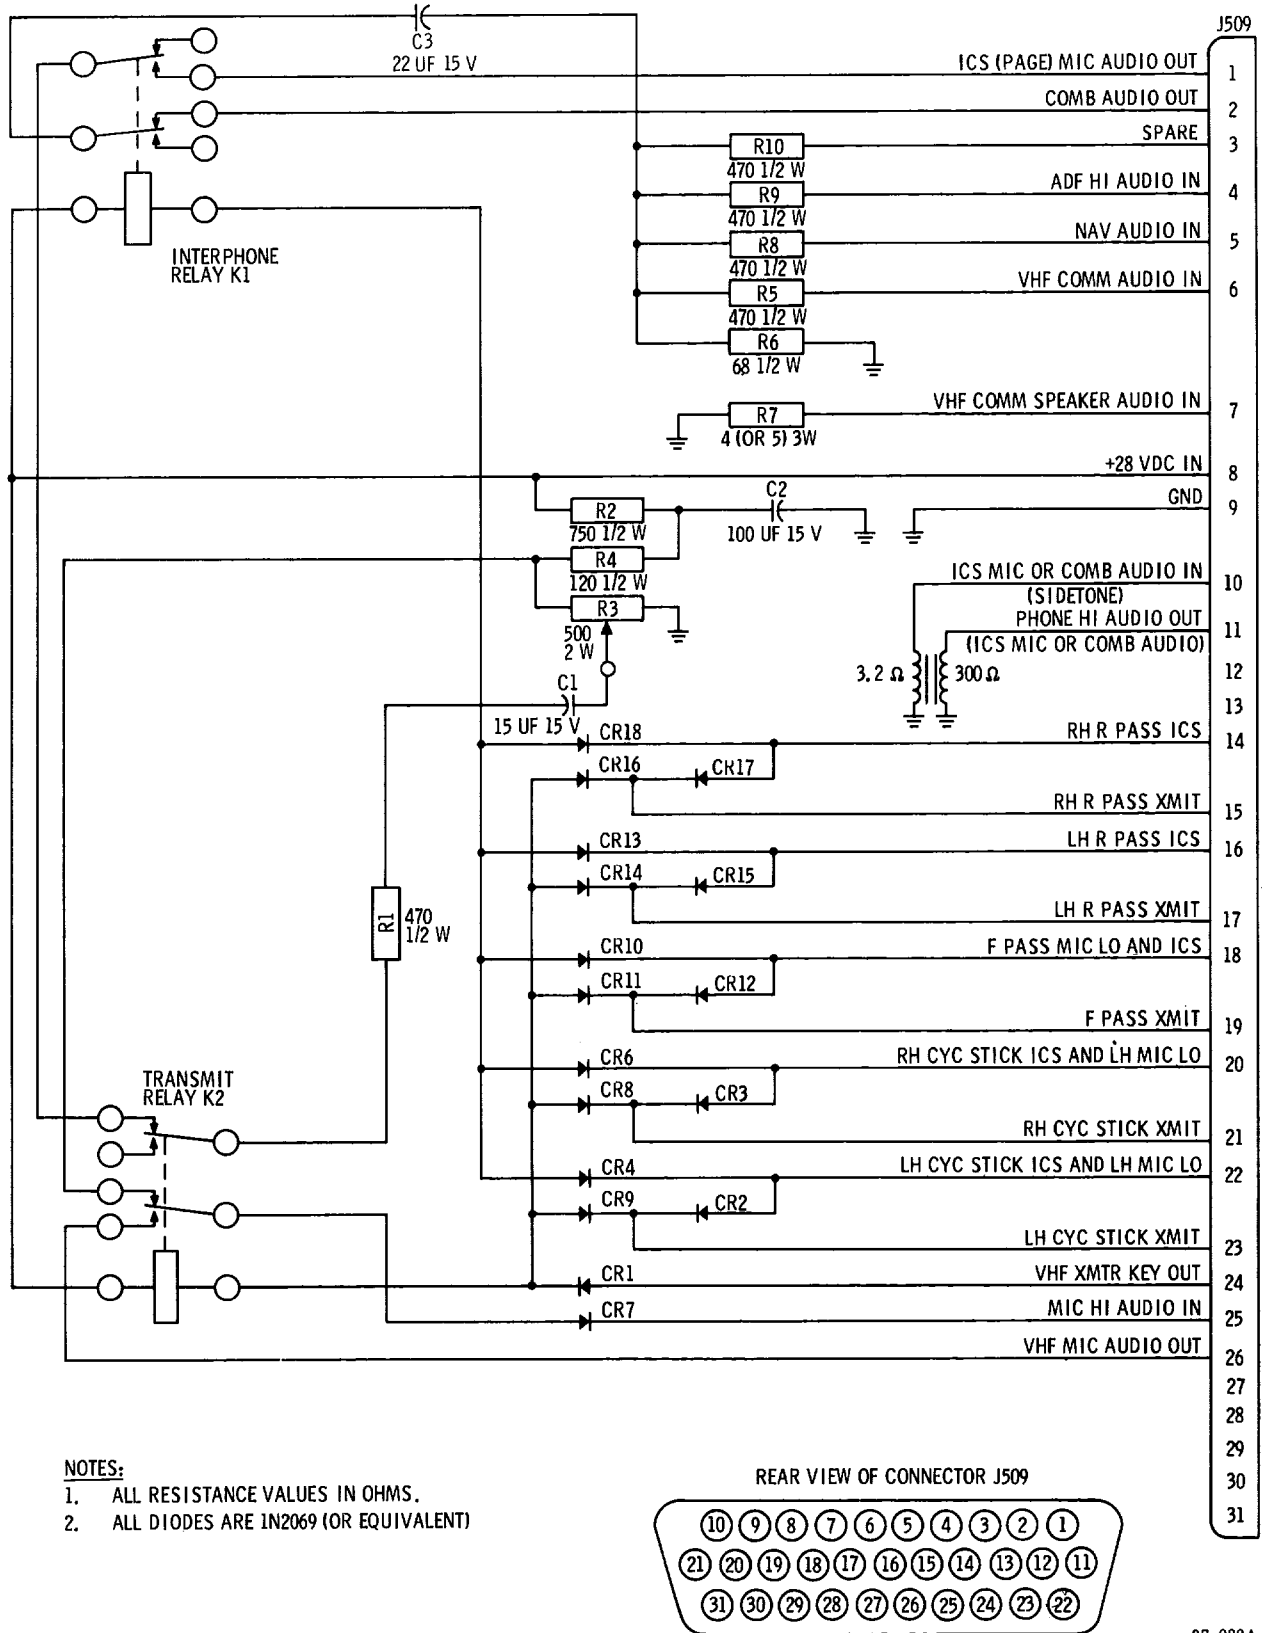 J509
C3
22 UF 15 V
ICS (PAGE) MIC AUDIO OUT 1
COMB AUDIO OUT 2
SPARE 3
R10
470 1/2 W
ADF HI AUDIO IN 4
R9
470 1/2 W
NAV AUDIO IN 5
R8
470 1/2 W
INTERPHONE
RELAY K1
VHF COMM AUDIO IN 6
R5
470 1/2 W
R6
68 1/2 W
VHF COMM SPEAKER AUDIO IN 7
R7
4 (OR 5) 3W
+28 VDC IN 8
GND 9
C2
100 UF 15 V
R2
750 1/2 W
R4
120 1/2 W
R3
500
2 W
ICS MIC OR COMB AUDIO IN 10
(SIDETONE)
PHONE HI AUDIO OUT 11
(ICS MIC OR COMB AUDIO)
3.2 Ω 300 Ω
12
13
C1
15 UF 15 V
CR18
RH R PASS ICS 14
CR16 CR17
RH R PASS XMIT 15
CR13
LH R PASS ICS 16
CR14 CR15
LH R PASS XMIT 17
R1
470
1/2 W
CR10
F PASS MIC LO AND ICS 18
CR11 CR12
F PASS XMIT 19
CR6
RH CYC STICK ICS AND LH MIC LO 20
CR8 CR3
RH CYC STICK XMIT 21
TRANSMIT
RELAY K2
CR4
LH CYC STICK ICS AND LH MIC LO 22
CR9 CR2
LH CYC STICK XMIT 23
CR1
VHF XMTR KEY OUT 24
CR7
MIC HI AUDIO IN 25
VHF MIC AUDIO OUT 26
27
28
29
30
31
NOTES:
1. ALL RESISTANCE VALUES IN OHMS.
2. ALL DIODES ARE 1N2069 (OR EQUIVALENT)
REAR VIEW OF CONNECTOR J509
10 9 8 7 6 5 4 3 2 1
21 20 19 18 17 16 15 14 13 12 11
31 30 29 28 27 26 25 24 23 22